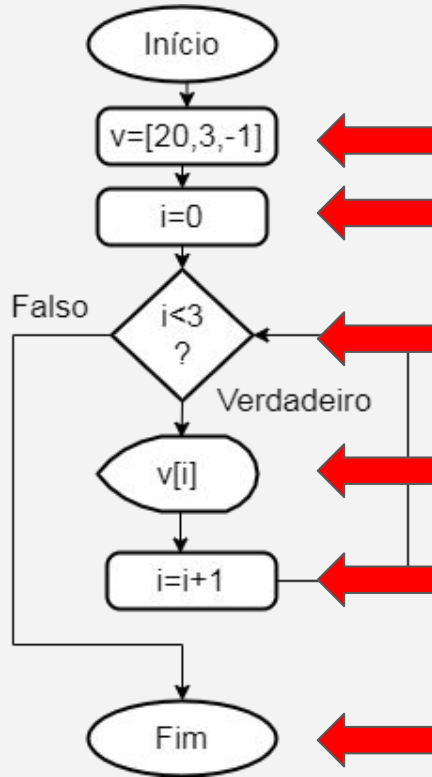 Início
v=[20,3,-1]
i=0
Falso
i<3
?
Verdadeiro
v[i]
i=i+1
Fim